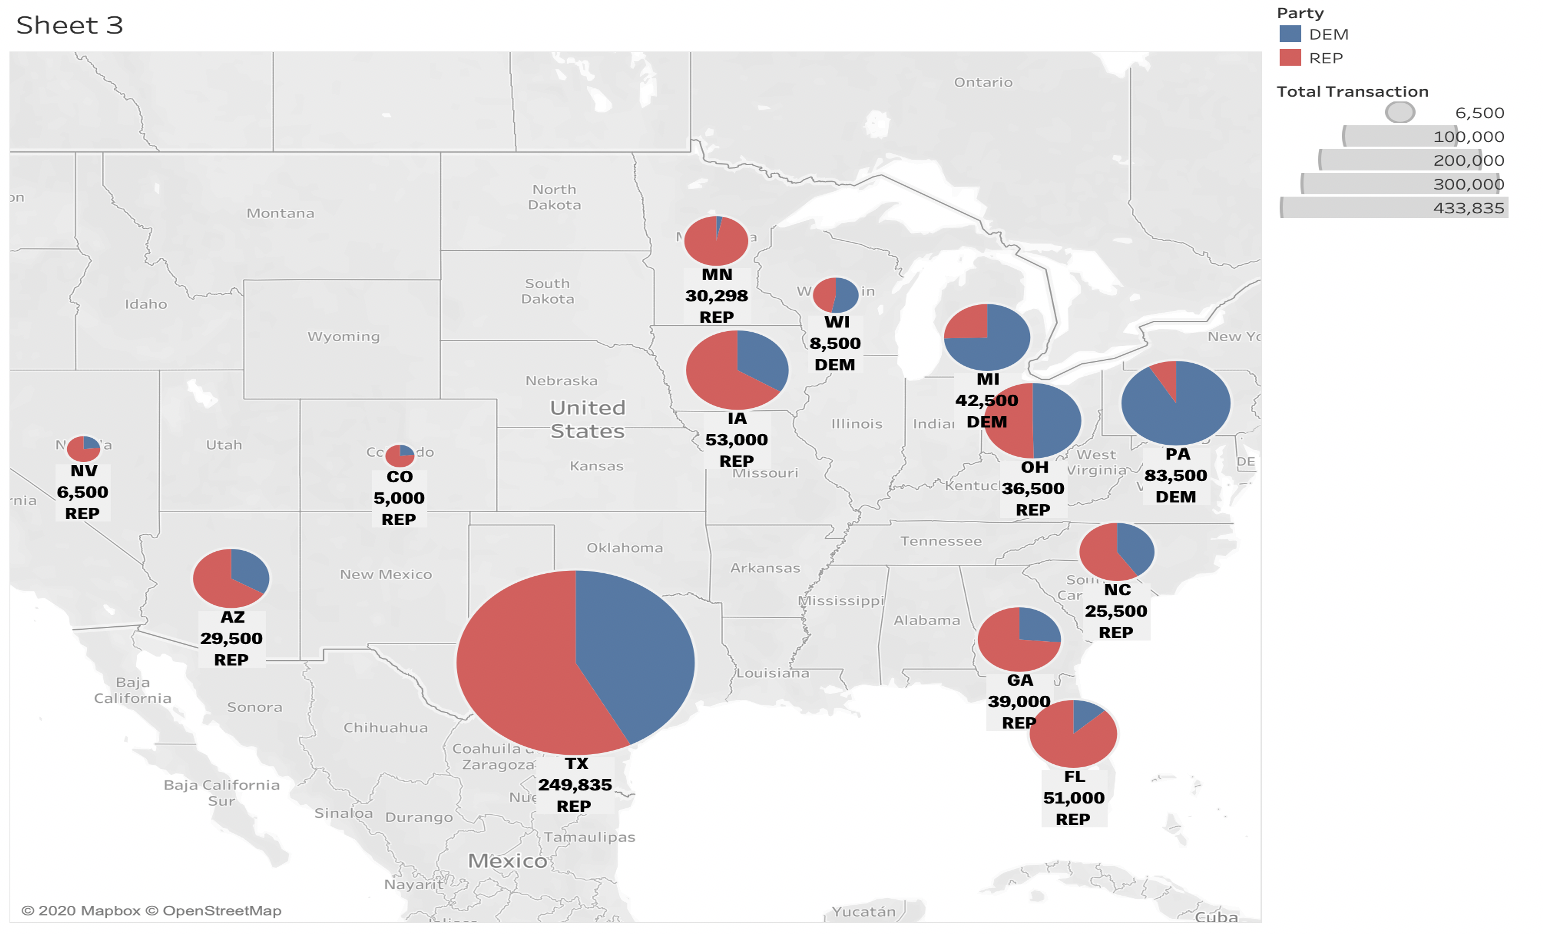 Sheet 3
Party
DEM
REP
Total Transaction
6,500
100,000
200,000
300,000
433,835
Ontario
North
Dakota
Montana
South
Dakota
Idaho
Wyoming
Nebraska
United
States
Utah
Kansas
Illinois
Missouri
West
Virginia
Tennessee
Oklahoma
New Mexico
Arkansas
Mississippi
Alabama
Louisiana
MN
30,298
REP
WI
8,500
DEM
MI
42,500
DEM
IA
53,000
REP
OH
36,500
REP
PA
83,500
DEM
DE
NV
6,500
REP
CO
5,000
REP
AZ
29,500
REP
NC
25,500
REP
GA
39,000
REP
FL
51,000
REP
TX
249,835
REP
Baja
California
Sonora
Chihuahua
Coahuila
Zaragoza
Baja California
Sur
Sinaloa
Durango
Tamaulipas
Mexico
Nayarit
Yucatán
Cuba
© 2020 Mapbox © OpenStreetMap